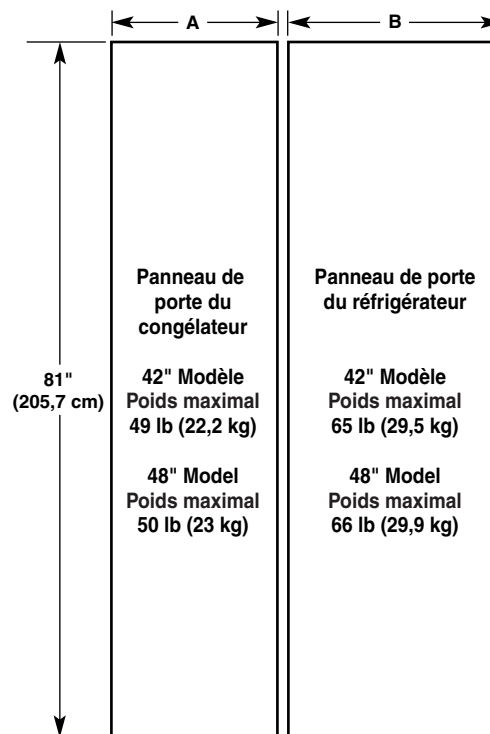 A
B
Panneau de
porte du
congélateur
42" Modèle
Poids maximal
49 lb (22,2 kg)
48" Model
Poids maximal
50 lb (23 kg)
Panneau de porte
du réfrigérateur
42" Modèle
Poids maximal
65 lb (29,5 kg)
48" Model
Poids maximal
66 lb (29,9 kg)
81"
(205,7 cm)